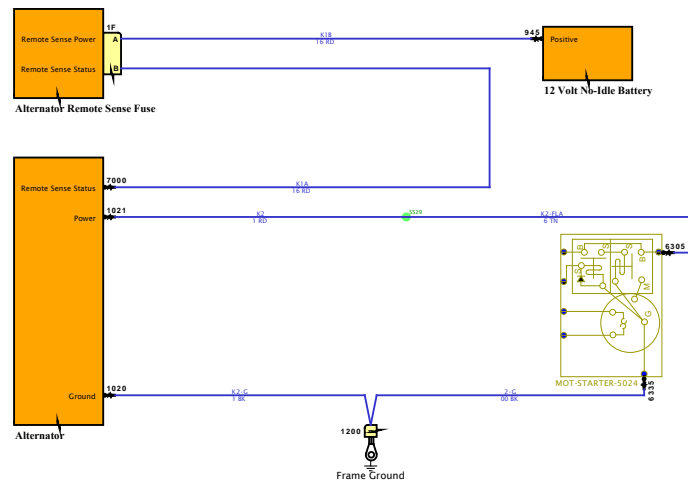 1F
Remote Sense Power
A
K1B
16 RD
945
Positive
Remote Sense Status
B
12 Volt No-Idle Battery
Alternator Remote Sense Fuse
Remote Sense Status
7000
K1A
16 RD
Power
1021
K2
1 RD
SS29
K2-FLA
6 TN
6305
B
S
S
B
S
M
G
MOT-STARTER-5024
6335
Ground
1020
K2-G
1 BK
2-G
00 BK
Alternator
1200
Frame Ground